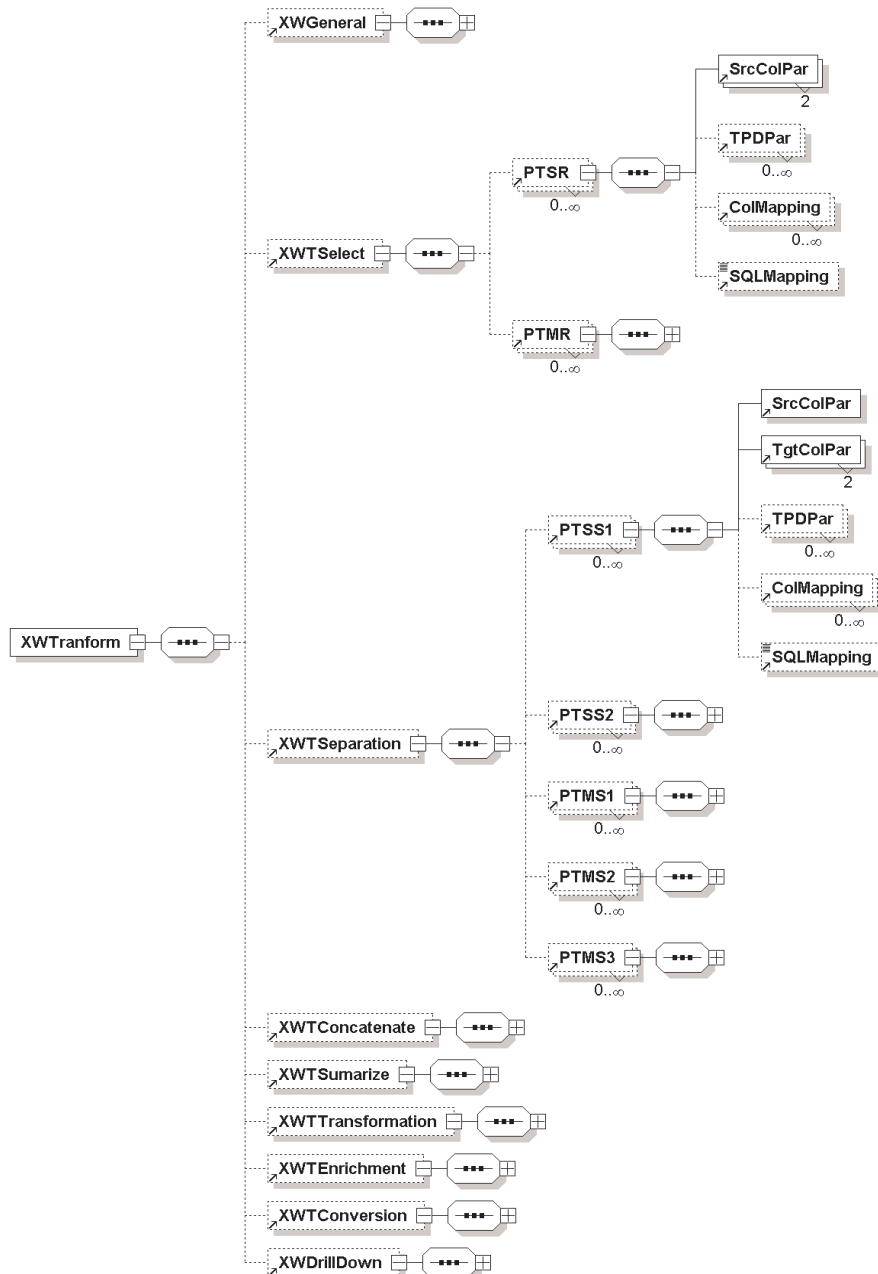 XWGeneral
SrcColPar
2
TPDPar
0..∞
PTSR
0..∞
ColMapping
0..∞
XWTSelect
SQLMapping
PTMR
0..∞
SrcColPar
TgtColPar
2
PTSS1
0..∞
TPDPar
0..∞
ColMapping
0..∞
XWTranform
SQLMapping
PTSS2
0..∞
XWTSeparation
PTMS1
0..∞
PTMS2
0..∞
PTMS3
0..∞
XWTConcatenate
XWTSumarize
XWTTransformation
XWTEnrichment
XWTConversion
XWDrillDown